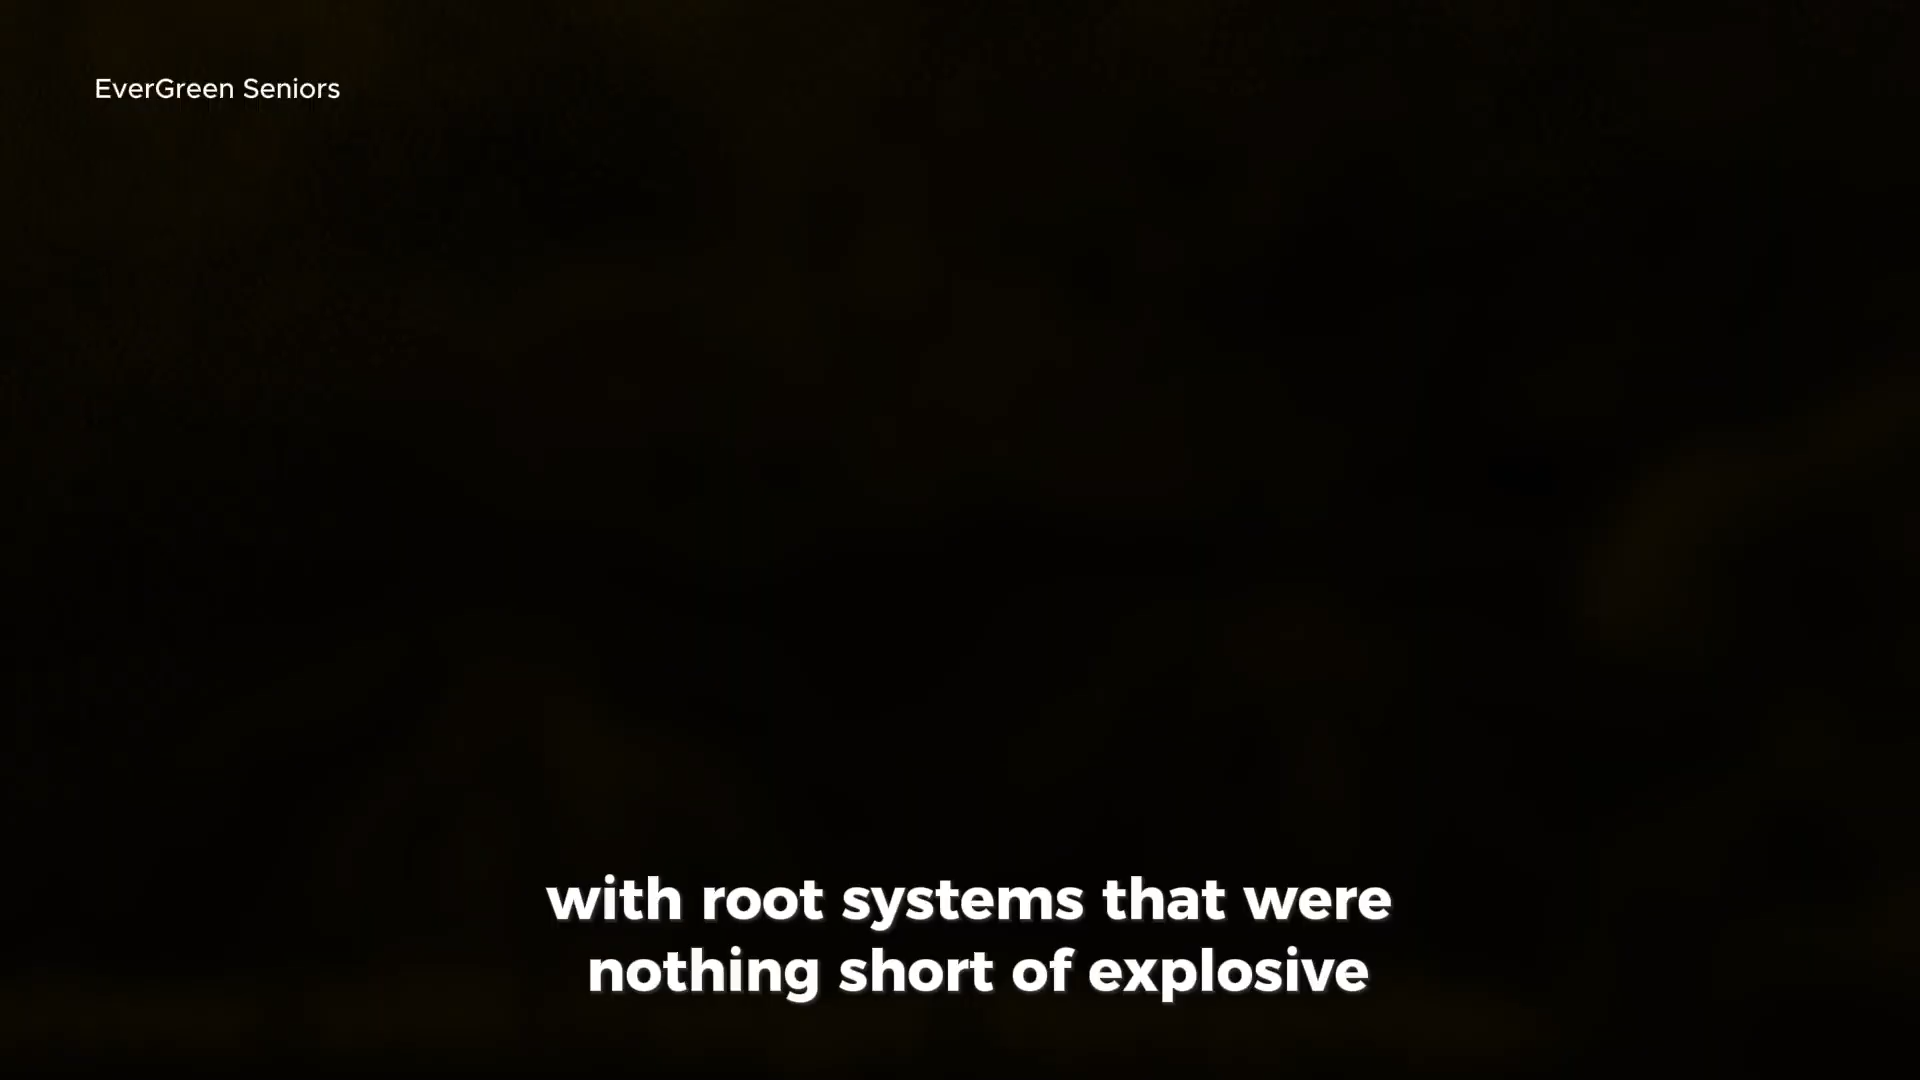 EverGreen Seniors
with root systems that were
nothing short of explosive